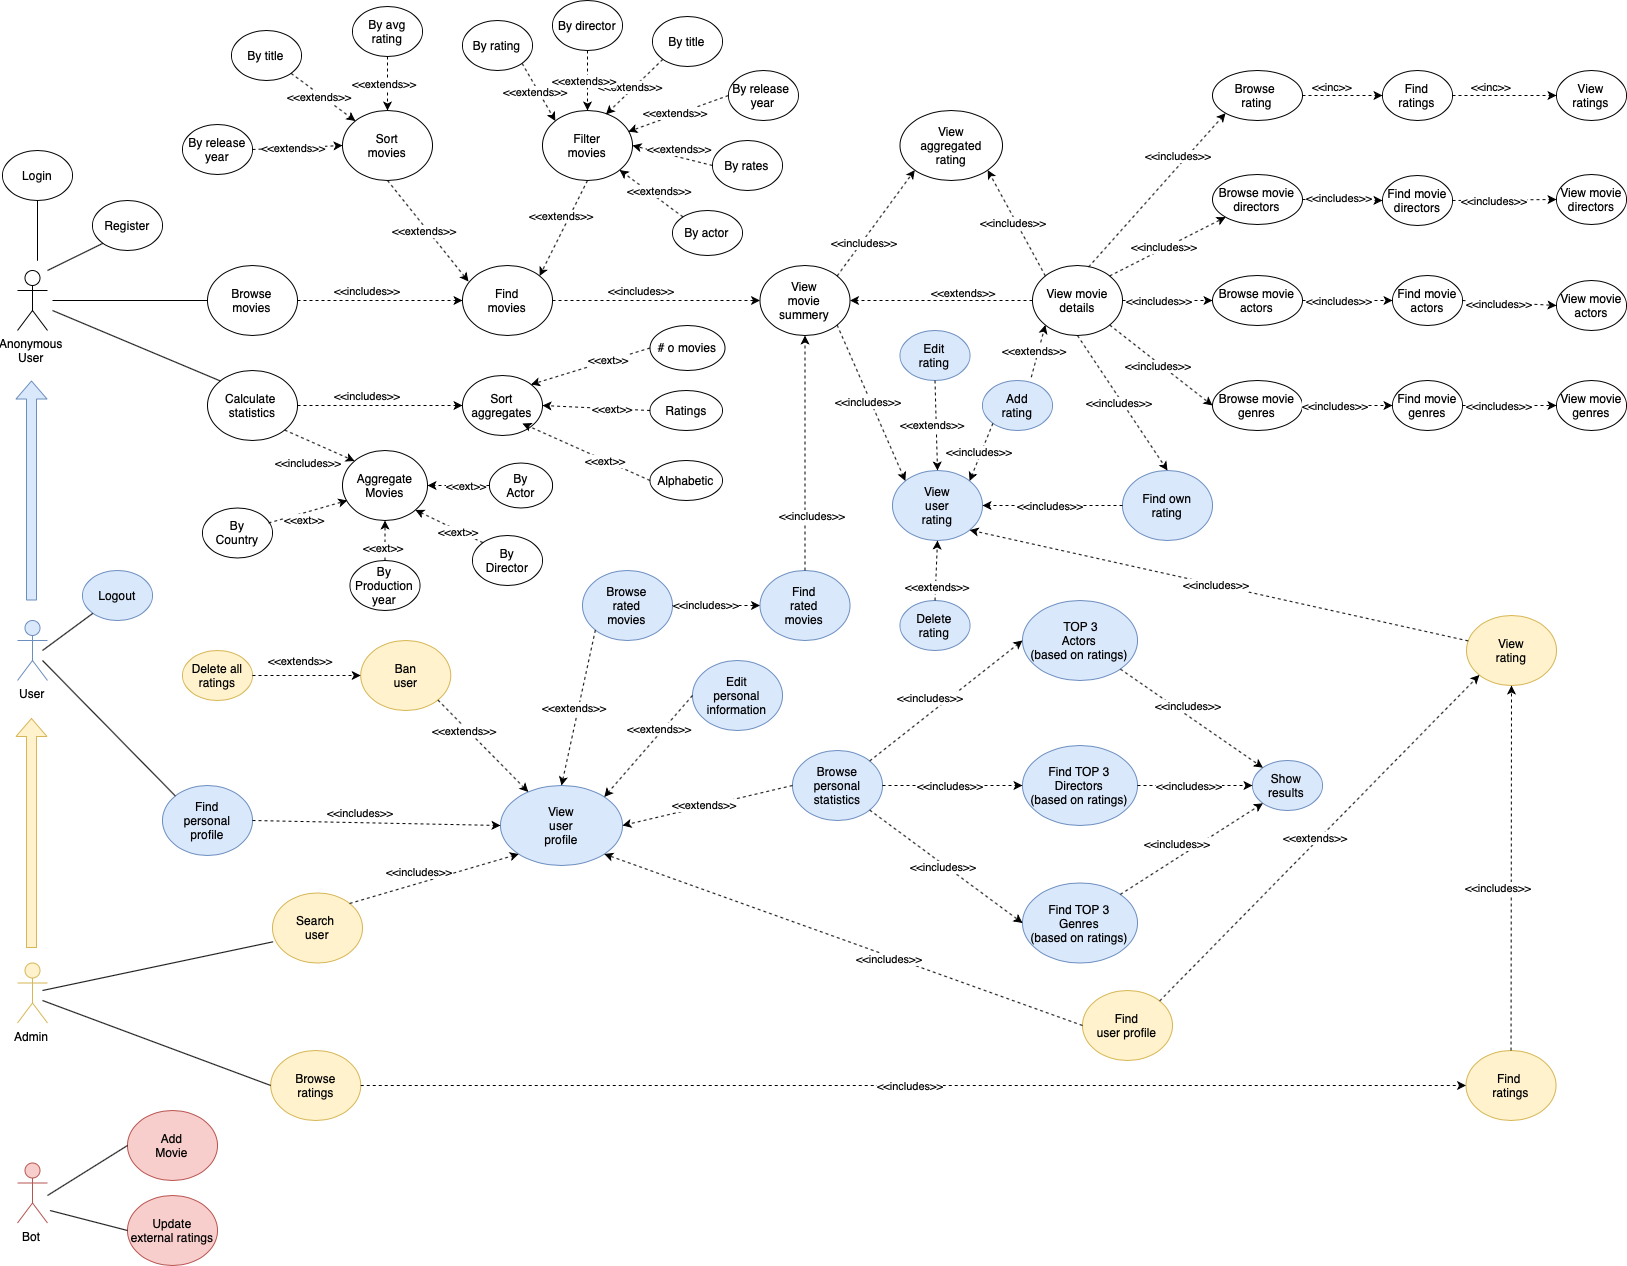 By avg
rating
By director
By title
By title
By rating
<<extends>>
<<extends>>
<<extends>>
<<extends>>
<<extends>>
By release
year
<<extends>>
Sort
movies
Filter
movies
By release
year
<<extends>>
<<extends>>
By rates
<<extends>>
By actor
<<extends>>
<<extends>>
View
aggregated
rating
Browse
rating
<<inc>>
Find
ratings
<<inc>>
View
ratings
<<includes>>
Browse movie
directors
<<includes>>
Find movie
directors
<<includes>>
View movie
directors
<<includes>>
<<includes>>
<<includes>>
Login
Register
Anonymous
User
Browse
movies
<<includes>>
Find
movies
<<includes>>
View
movie
summery
<<extends>>
View movie
details
<<includes>>
Browse movie
actors
<<includes>>
Find movie
actors
<<includes>>
View movie
actors
<<includes>>
Browse movie
genres
<<includes>>
Find movie
genres
<<includes>>
View movie
genres
Calculate
statistics
<<includes>>
Sort
aggregates
<<ext>>
# o movies
<<ext>>
Ratings
<<ext>>
Alphabetic
<<includes>>
Aggregate
Movies
<<ext>>
By
Actor
<<ext>>
By
Country
<<ext>>
By
Production
year
<<ext>>
By
Director
Edit
rating
<<extends>>
Add
rating
<<includes>>
<<extends>>
<<includes>>
<<includes>>
View
user
rating
<<includes>>
Find own
rating
<<includes>>
<<extends>>
Delete
rating
<<includes>>
Logout
User
Browse
rated
movies
<<includes>>
Find
rated
movies
TOP 3
Actors
(based on ratings)
View
rating
Delete all
ratings
<<extends>>
Ban
user
Edit
personal
information
<<extends>>
<<extends>>
<<extends>>
<<includes>>
<<includes>>
Find
personal
profile
<<includes>>
View
user
profile
<<extends>>
Browse
personal
statistics
<<includes>>
Find TOP 3
Directors
(based on ratings)
<<includes>>
Show
results
<<includes>>
<<includes>>
<<extends>>
Find TOP 3
Genres
(based on ratings)
<<includes>>
Search
user
<<includes>>
<<includes>>
Admin
Find
user profile
Browse
ratings
<<includes>>
Find
ratings
Add
Movie
Bot
Update
external ratings